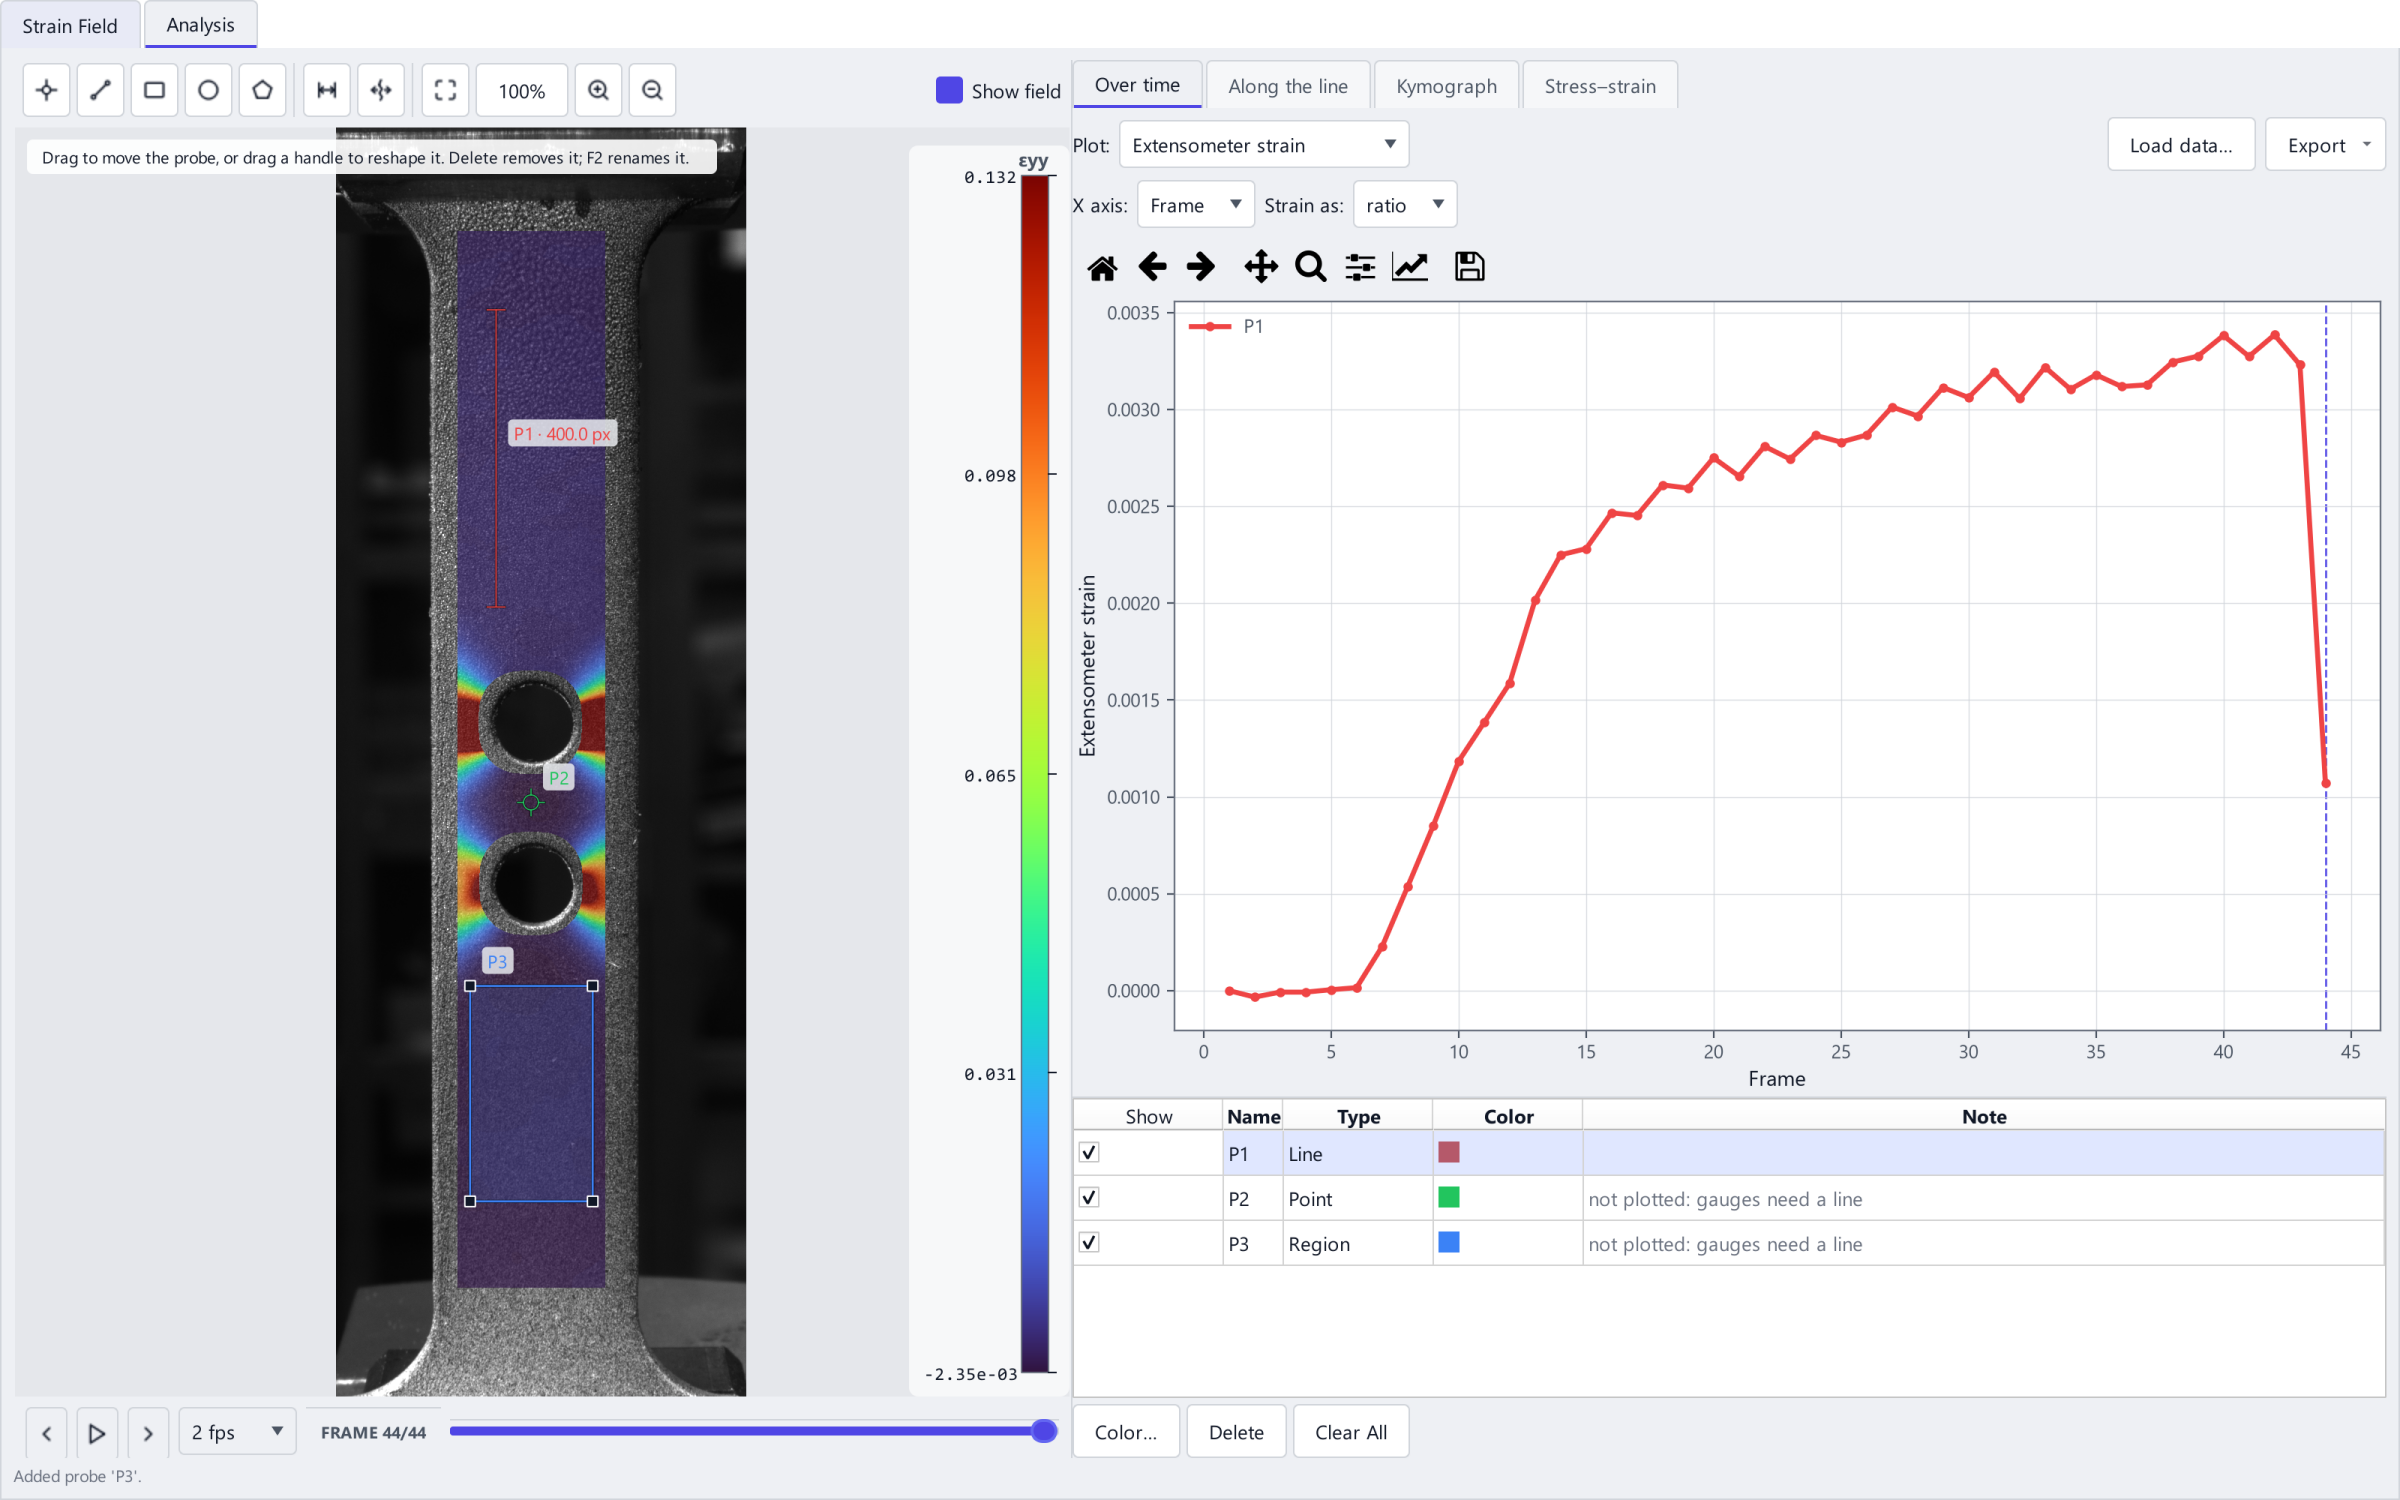 Strain Field
Analysis
100%
Show field
Drag to move the probe, or drag a handle to reshape it. Delete removes it; F2 renames it.
εyy
0.132
0.098
0.065
0.031
-2.35e-03
P1 · 400.0 px
P2
P3
2 fps
FRAME 44/44
Added probe 'P3'.
Over time
Along the line
Kymograph
Stress–strain
Plot:
Extensometer strain
Load data...
Export
X axis:
Frame
Strain as:
ratio
P1
0.0035
0.0030
0.0025
0.0020
0.0015
0.0010
0.0005
0.0000
Extensometer strain
0
5
10
15
20
25
30
35
40
45
Frame
Show Name Type Color Note
P1 Line
P2 Point not plotted: gauges need a line
P3 Region not plotted: gauges need a line
Color...
Delete
Clear All